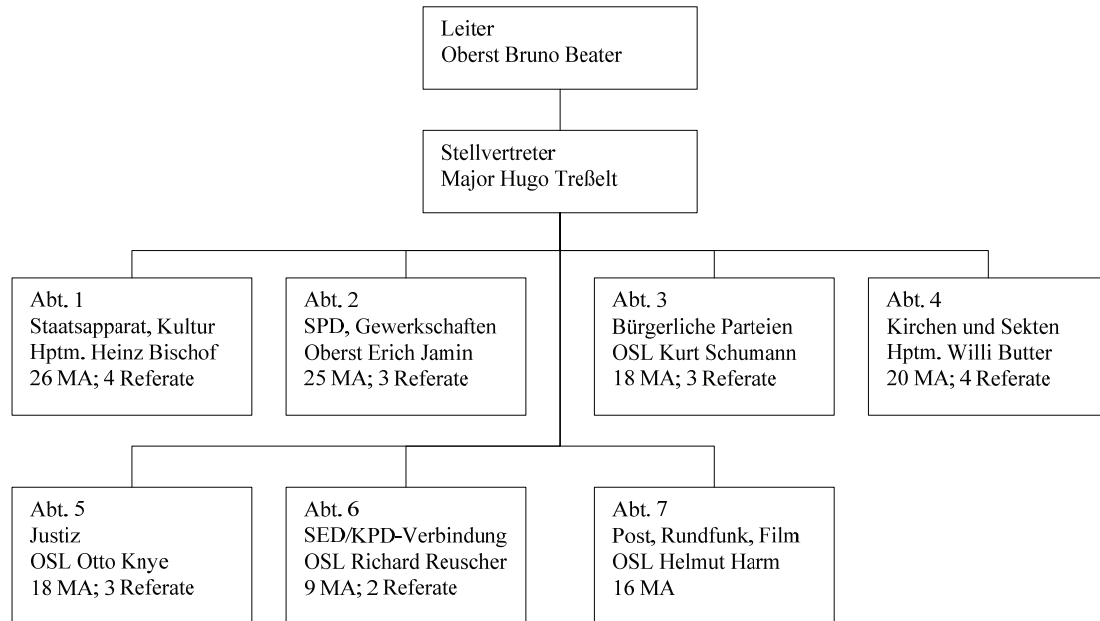 Leiter
Oberst Bruno Beater
Stellvertreter
Major Hugo Treßelt
Abt. 1
Staatsapparat, Kultur
Hptm. Heinz Bischof
26 MA; 4 Referate
Abt. 2
SPD, Gewerkschaften
Oberst Erich Jamin
25 MA; 3 Referate
Abt. 3
Bürgerliche Parteien
OSL Kurt Schumann
18 MA; 3 Referate
Abt. 4
Kirchen und Sekten
Hptm. Willi Butter
20 MA; 4 Referate
Abt. 5
Justiz
OSL Otto Knye
18 MA; 3 Referate
Abt. 6
SED/KPD-Verbindung
OSL Richard Reuscher
9 MA; 2 Referate
Abt. 7
Post, Rundfunk, Film
OSL Helmut Harm
16 MA